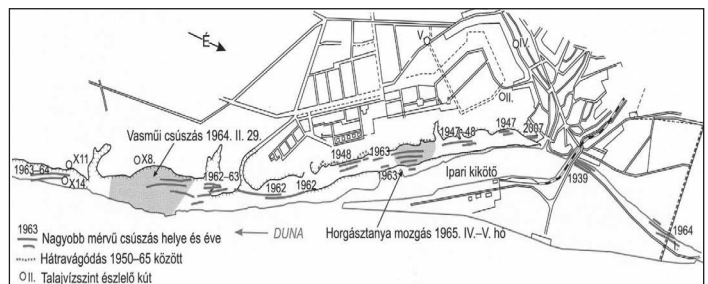 É
V.
IV.
II.
Vasműi csúszás 1964. II. 29.
1947
1947-48
2007
X11
X8.
1948
1963
1963–64
X14
1962-63
1962
1962
1963
Ipari kikötő
1939
1963
Nagyobb mérvű csúszás helye és éve
DUNA
Horgásztanya mozgás 1965. IV.–V. hó
1964
Hátravágódás 1950–65 között
II. Talajvízszint észlelő kút